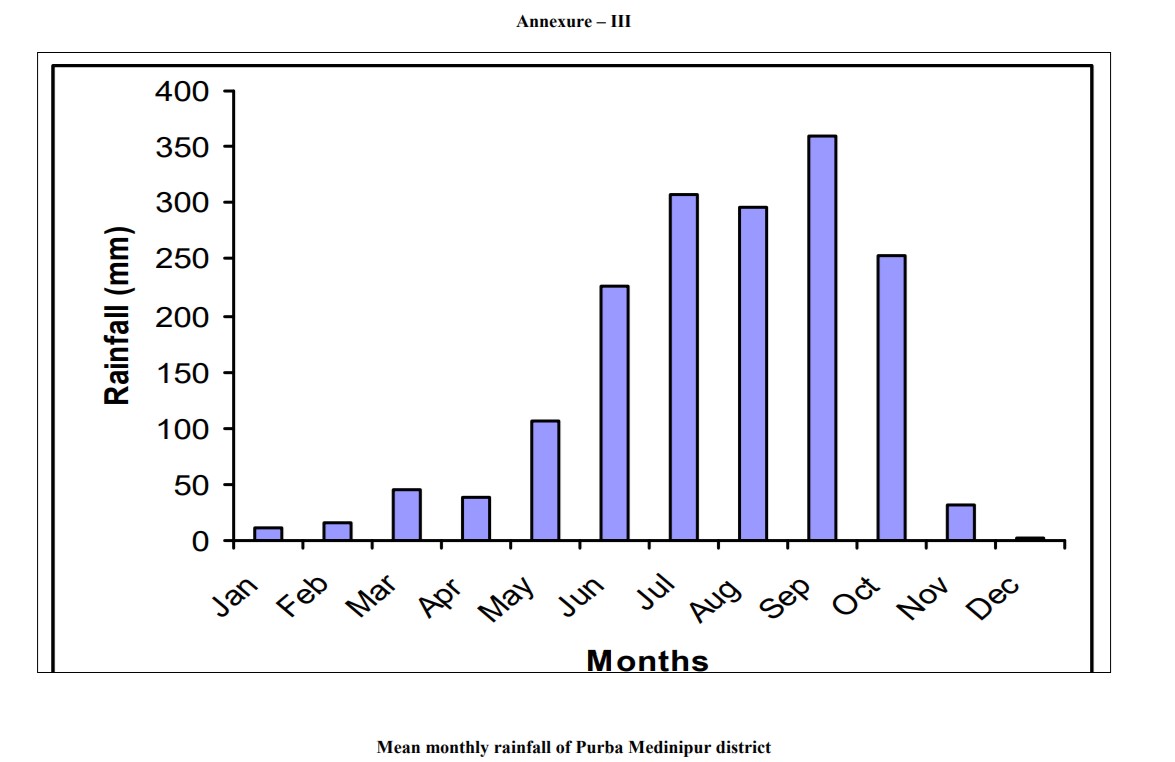 Annexure – III
400
350
300
250
200
150
100
50
0
Rainfall (mm)
Jan Feb Mar Apr May Jun Jul Aug Sep Oct Nov Dec
Months
Mean monthly rainfall of Purba Medinipur district